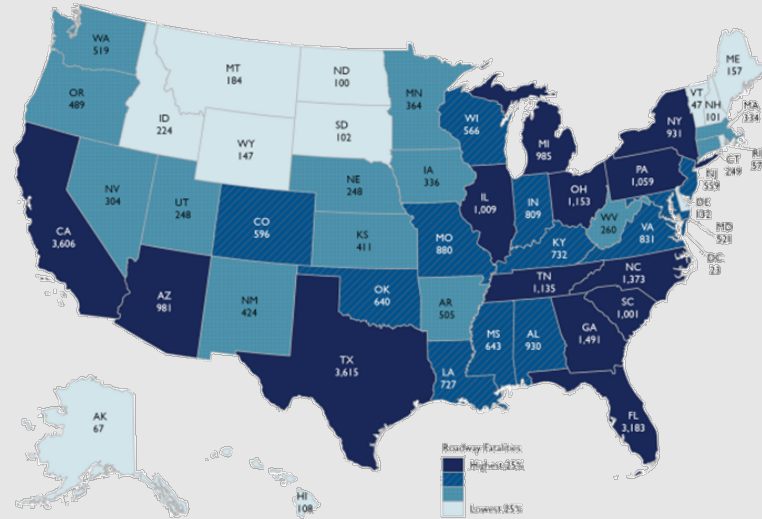 WA
519
OR
489
CA
3,606
NV
304
ID
224
MT
184
WY
147
UT
248
AZ
981
CO
596
NM
424
ND
100
SD
102
NE
248
KS
411
OK
640
TX
3,615
MN
364
IA
336
MO
880
AR
505
LA
727
WI
566
IL
1,009
MI
985
IN
809
OH
1,153
KY
732
TN
1,135
MS
643
AL
930
GA
1,491
FL
3,183
SC
1,001
NC
1,373
VA
831
WV
260
PA
1,059
NY
931
VT
47
NH
101
ME
157
MA
334
RI
57
CT
249
NJ
559
DE
132
MD
521
DC
23
AK
67
HI
108
Roadway Fatalities
Highest 25%
Lowest 25%